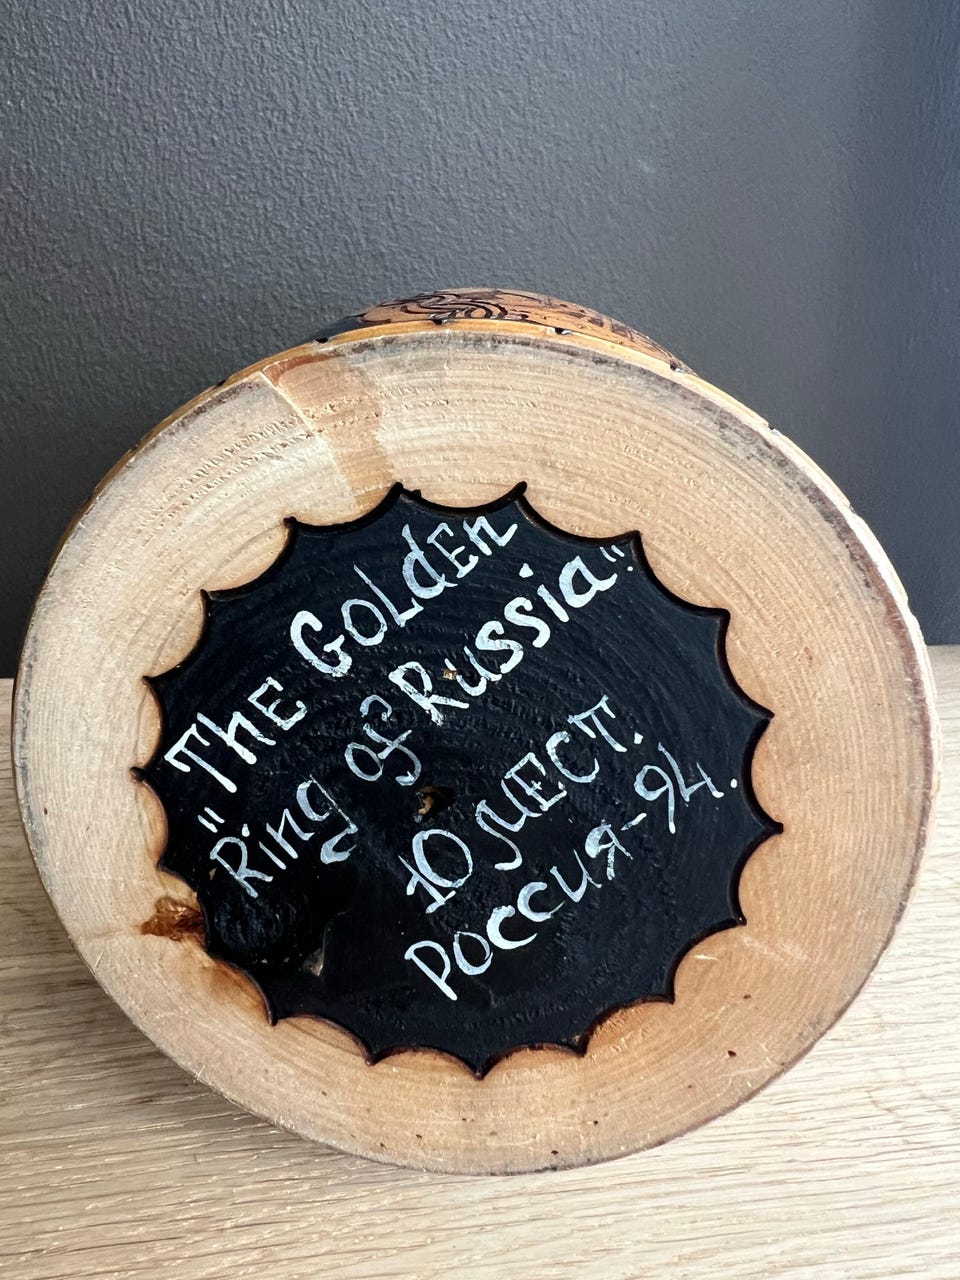 "The Golden
Ring of Russia"
10 мест.
Россия-94.